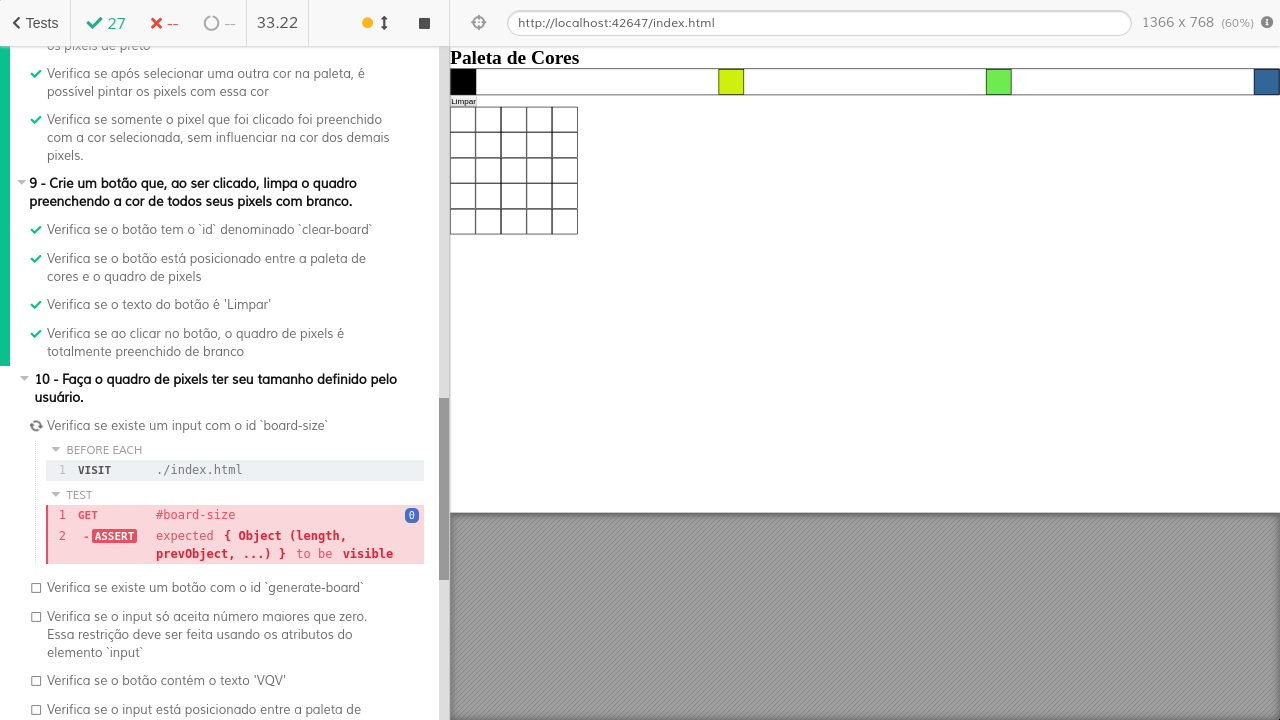 Tests
27
--
--
33.22
http://localhost:42647/index.html
1366 x 768 (60%)
os pixels de preto
Verifica se após selecionar uma outra cor na paleta, é
possível pintar os pixels com essa cor
Verifica se somente o pixel que foi clicado foi preenchido
com a cor selecionada, sem influenciar na cor dos demais
pixels.
9 - Crie um botão que, ao ser clicado, limpa o quadro
preenchendo a cor de todos seus pixels com branco.
Verifica se o botão tem o `id` denominado `clear-board`
Verifica se o botão está posicionado entre a paleta de
cores e o quadro de pixels
Verifica se o texto do botão é 'Limpar'
Verifica se ao clicar no botão, o quadro de pixels é
totalmente preenchido de branco
10 - Faça o quadro de pixels ter seu tamanho definido pelo
usuário.
Verifica se existe um input com o id `board-size`
BEFORE EACH
1 VISIT ./index.html
TEST
1 GET #board-size 0
2 -ASSERT expected { Object (length,
prevObject, ...) } to be visible
Verifica se existe um botão com o id `generate-board`
Verifica se o input só aceita número maiores que zero.
Essa restrição deve ser feita usando os atributos do
elemento `input`
Verifica se o botão contém o texto 'VQV'
Verifica se o input está posicionado entre a paleta de
Paleta de Cores
Limpar